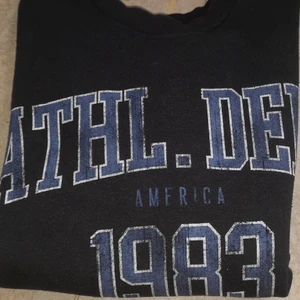 ATHL. DE
AMERICA
1983